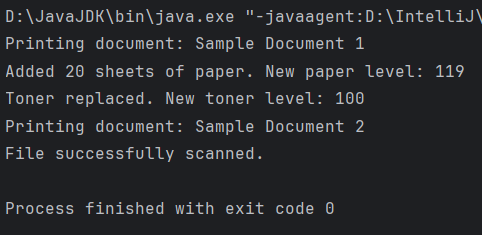 D:\JavaJDK\bin\java.exe "-javaagent:D:\IntelliJ\
Printing document: Sample Document 1
Added 20 sheets of paper. New paper level: 119
Toner replaced. New toner level: 100
Printing document: Sample Document 2
File successfully scanned.
Process finished with exit code 0